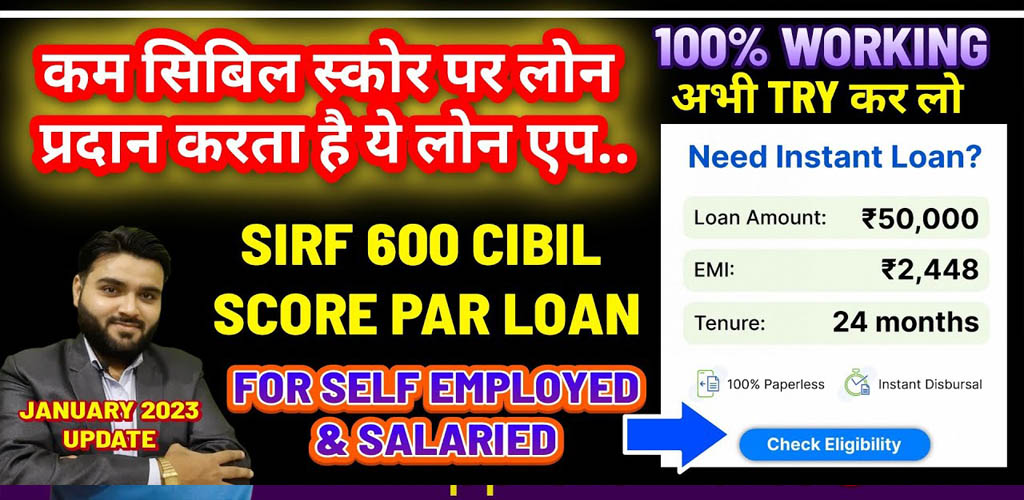 कम सिबिल स्कोर पर लोन
प्रदान करता है ये लोन एप..
100% WORKING
अभी TRY कर लो
SIRF 600 CIBIL
SCORE PAR LOAN
FOR SELF EMPLOYED
& SALARIED
JANUARY 2023
UPDATE
Need Instant Loan?
Loan Amount: ₹50,000
EMI: ₹2,448
Tenure: 24 months
100% Paperless Instant Disbursal
Check Eligibility